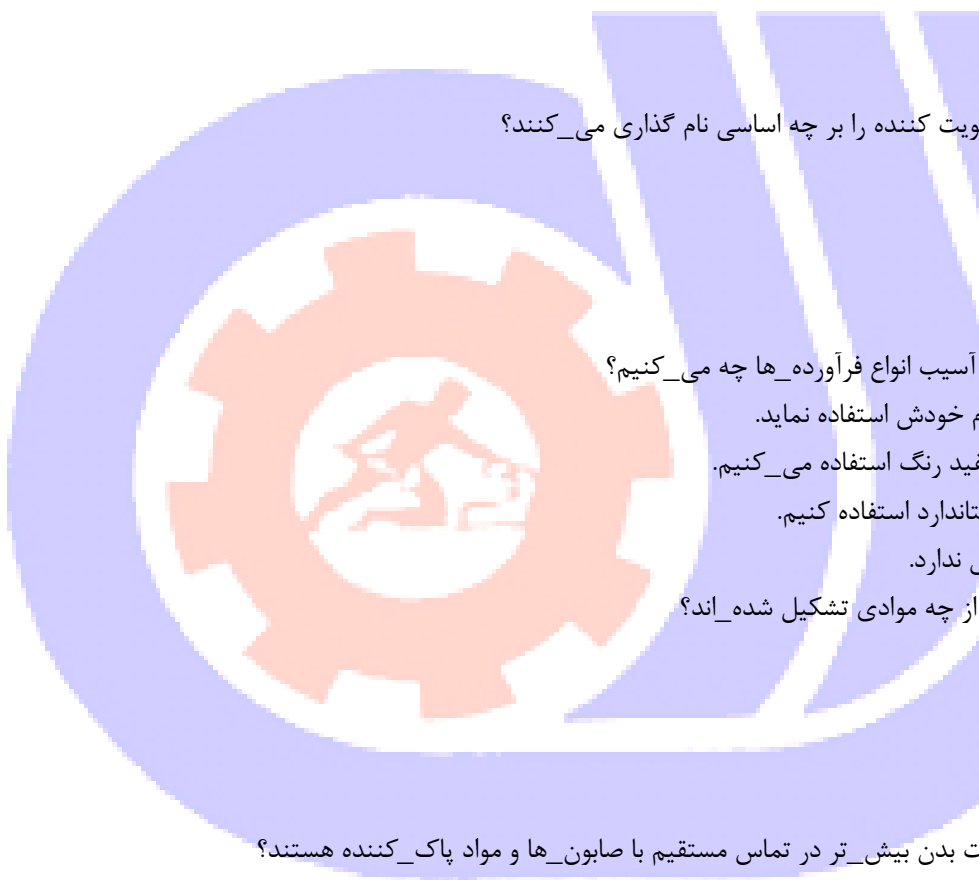 ویت کننده را بر چه اساسی نام گذاری می_کنند؟
آسیب انواع فرآورده_ها چه می_کنیم؟
م خودش استفاده نماید.
فید رنگ استفاده می_کنیم.
تاندارد استفاده کنیم.
ندارد.
از چه موادی تشکیل شده_اند؟
ت بدن بیش_تر در تماس مستقیم با صابون_ها و مواد پاک_کننده هستند؟